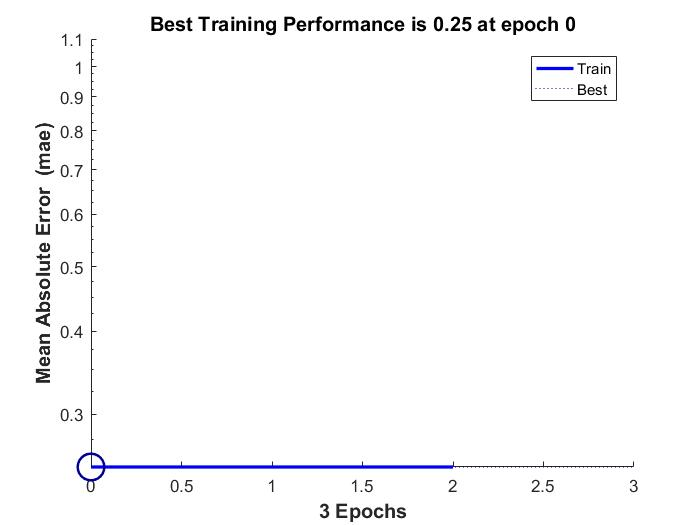 Best Training Performance is 0.25 at epoch 0
1.1
1
0.9
0.8
0.7
0.6
0.5
0.4
0.3
Mean Absolute Error (mae)
Train
Best
0 0.5 1 1.5 2 2.5 3
3 Epochs